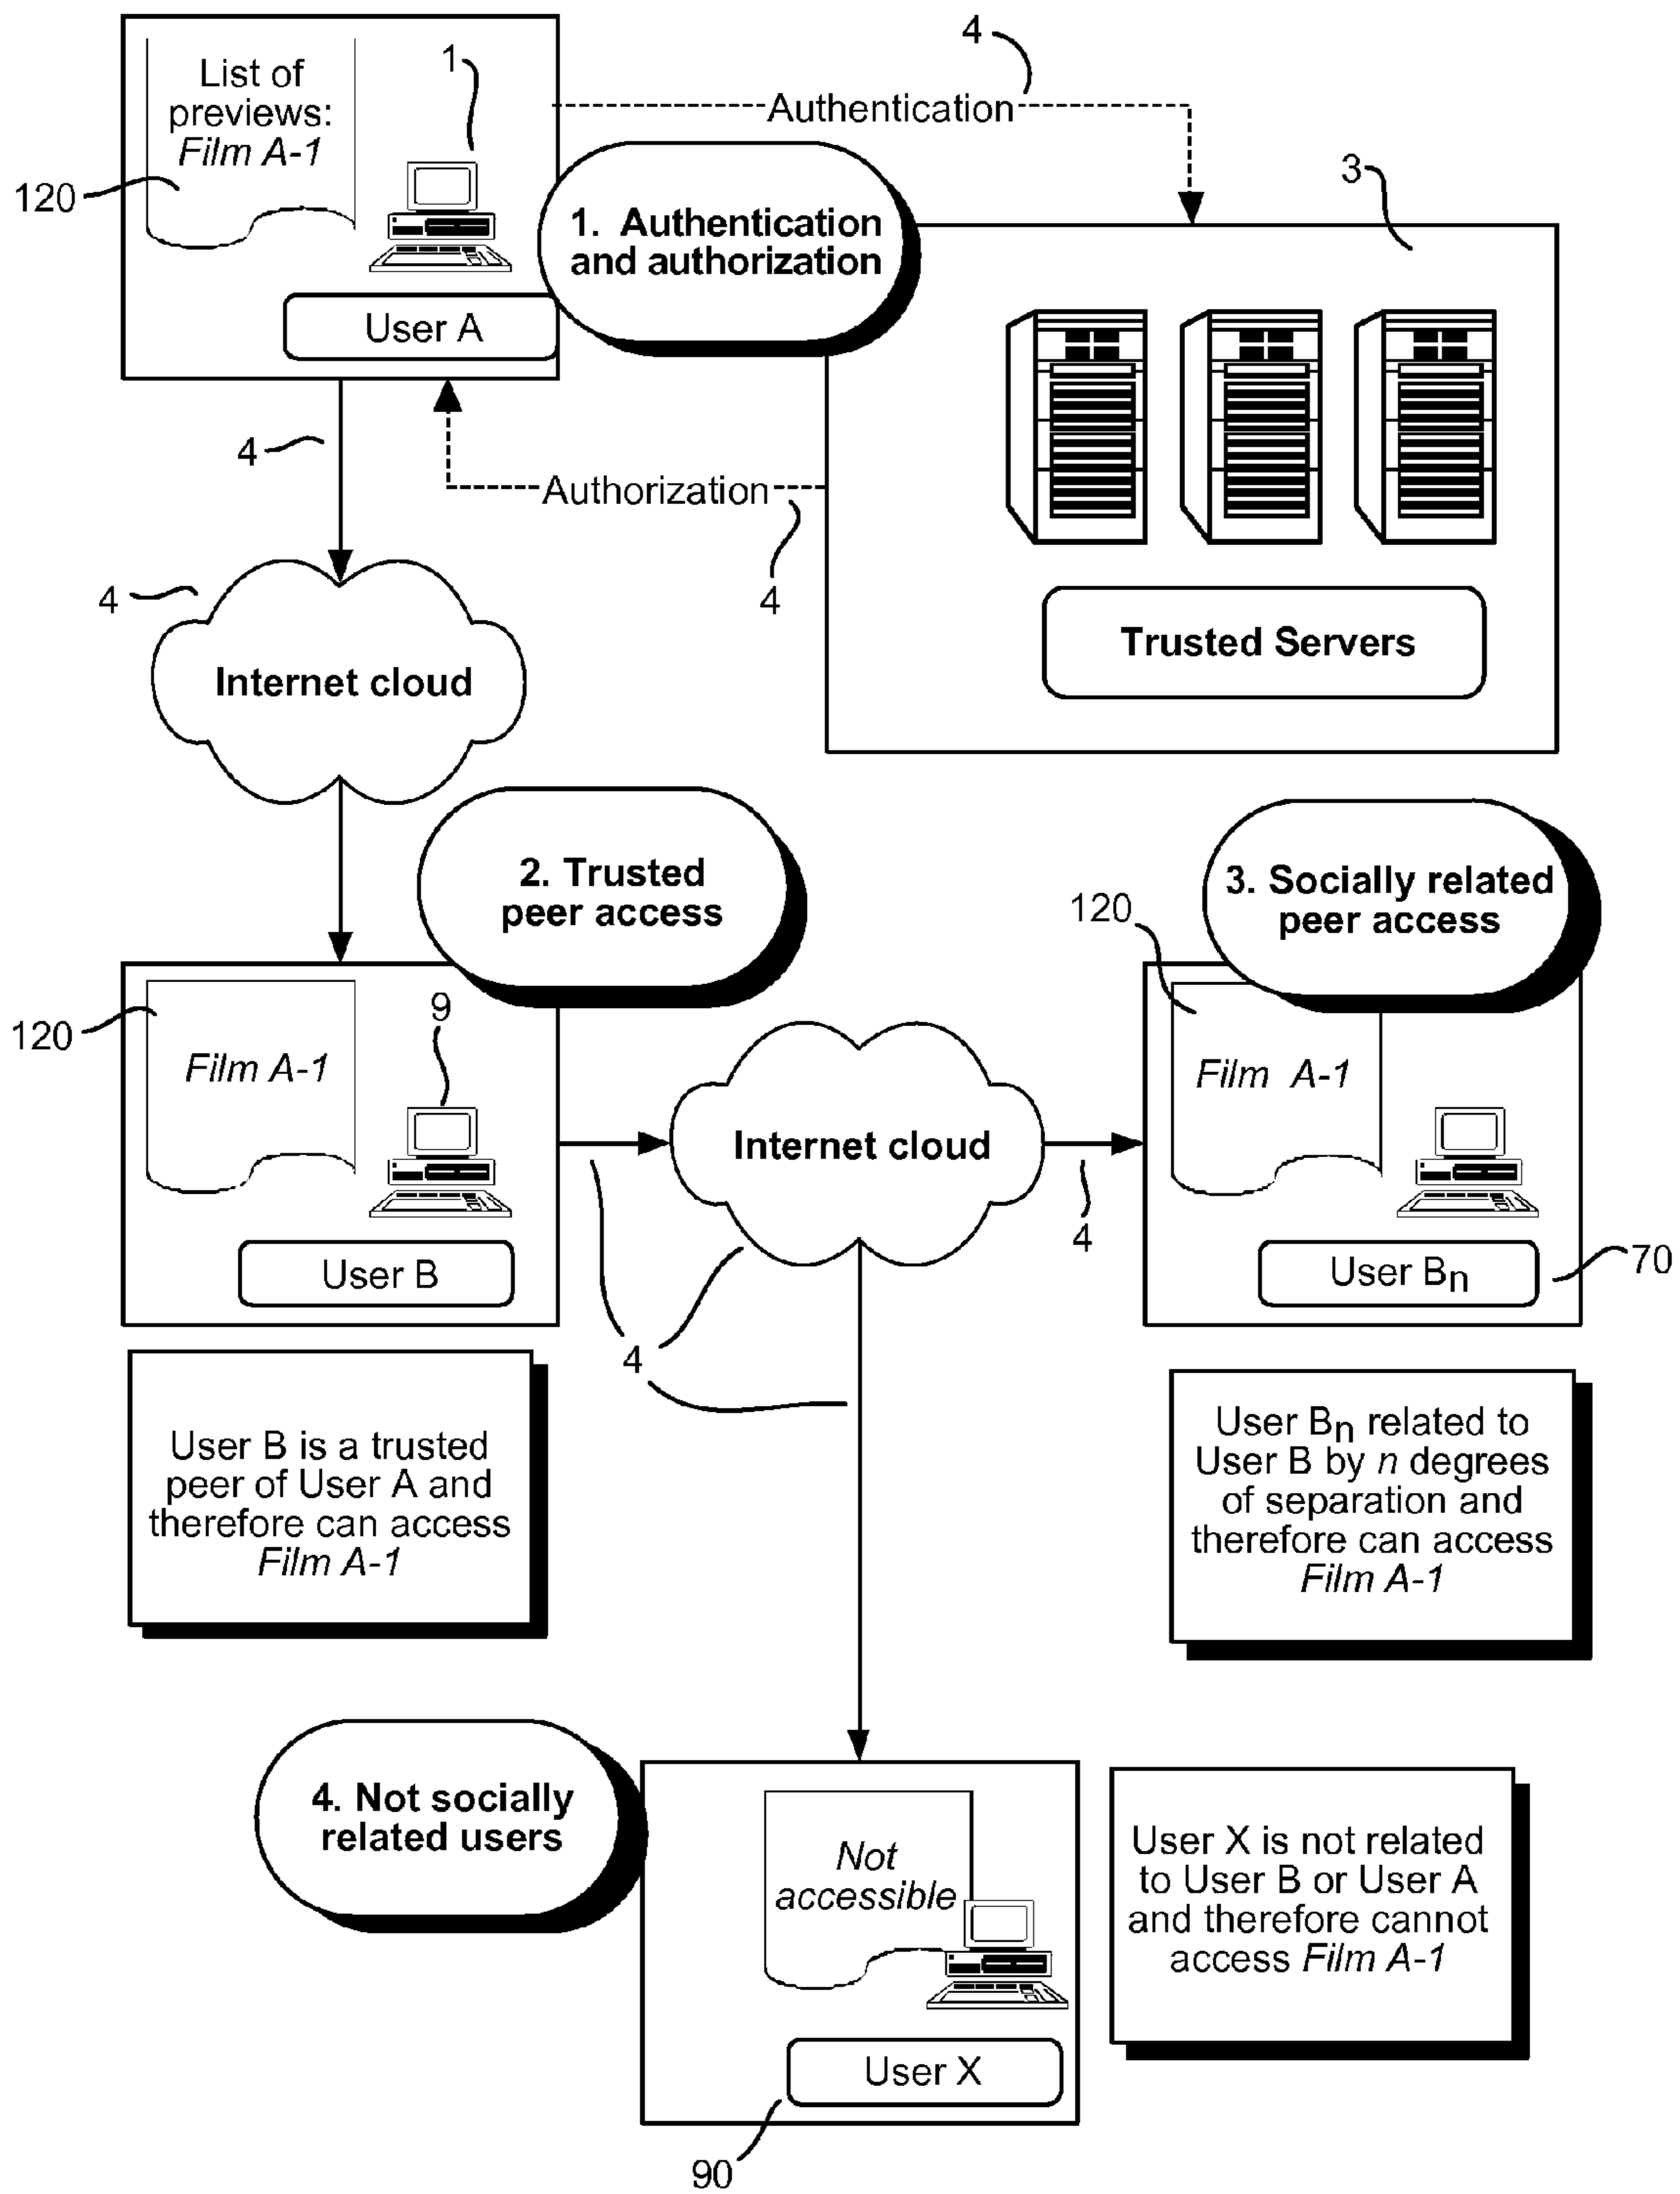 4
List of
previews:
Film A-1
1
Authentication
120
3
1. Authentication
and authorization
User A
4
Authorization
4
4
Internet cloud
Trusted Servers
2. Trusted
peer access
3. Socially related
peer access
120
120
Film A-1
9
Film A-1
Internet cloud
4
User B
User Bn
70
4
User B is a trusted
peer of User A and
therefore can access
Film A-1
User Bn related to
User B by n degrees
of separation and
therefore can access
Film A-1
4. Not socially
related users
Not
accessible
User X is not related
to User B or User A
and therefore cannot
access Film A-1
User X
90